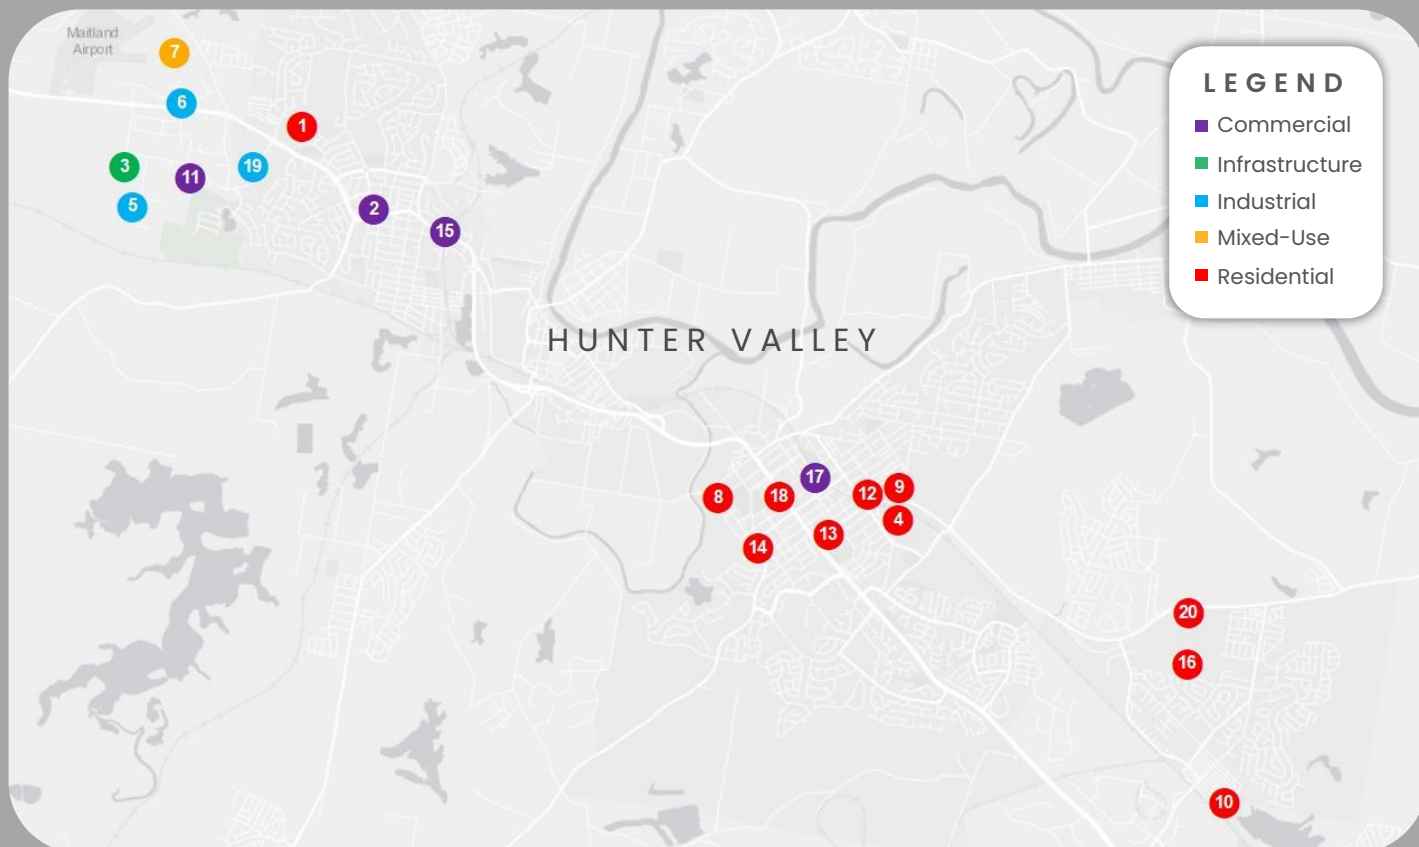 Maitland
Airport
7
6
1
3
11
19
5
2
15
LEGEND
Commercial
Infrastructure
Industrial
Mixed-Use
Residential
HUNTER VALLEY
17
8
18
12
9
4
13
14
20
16
10